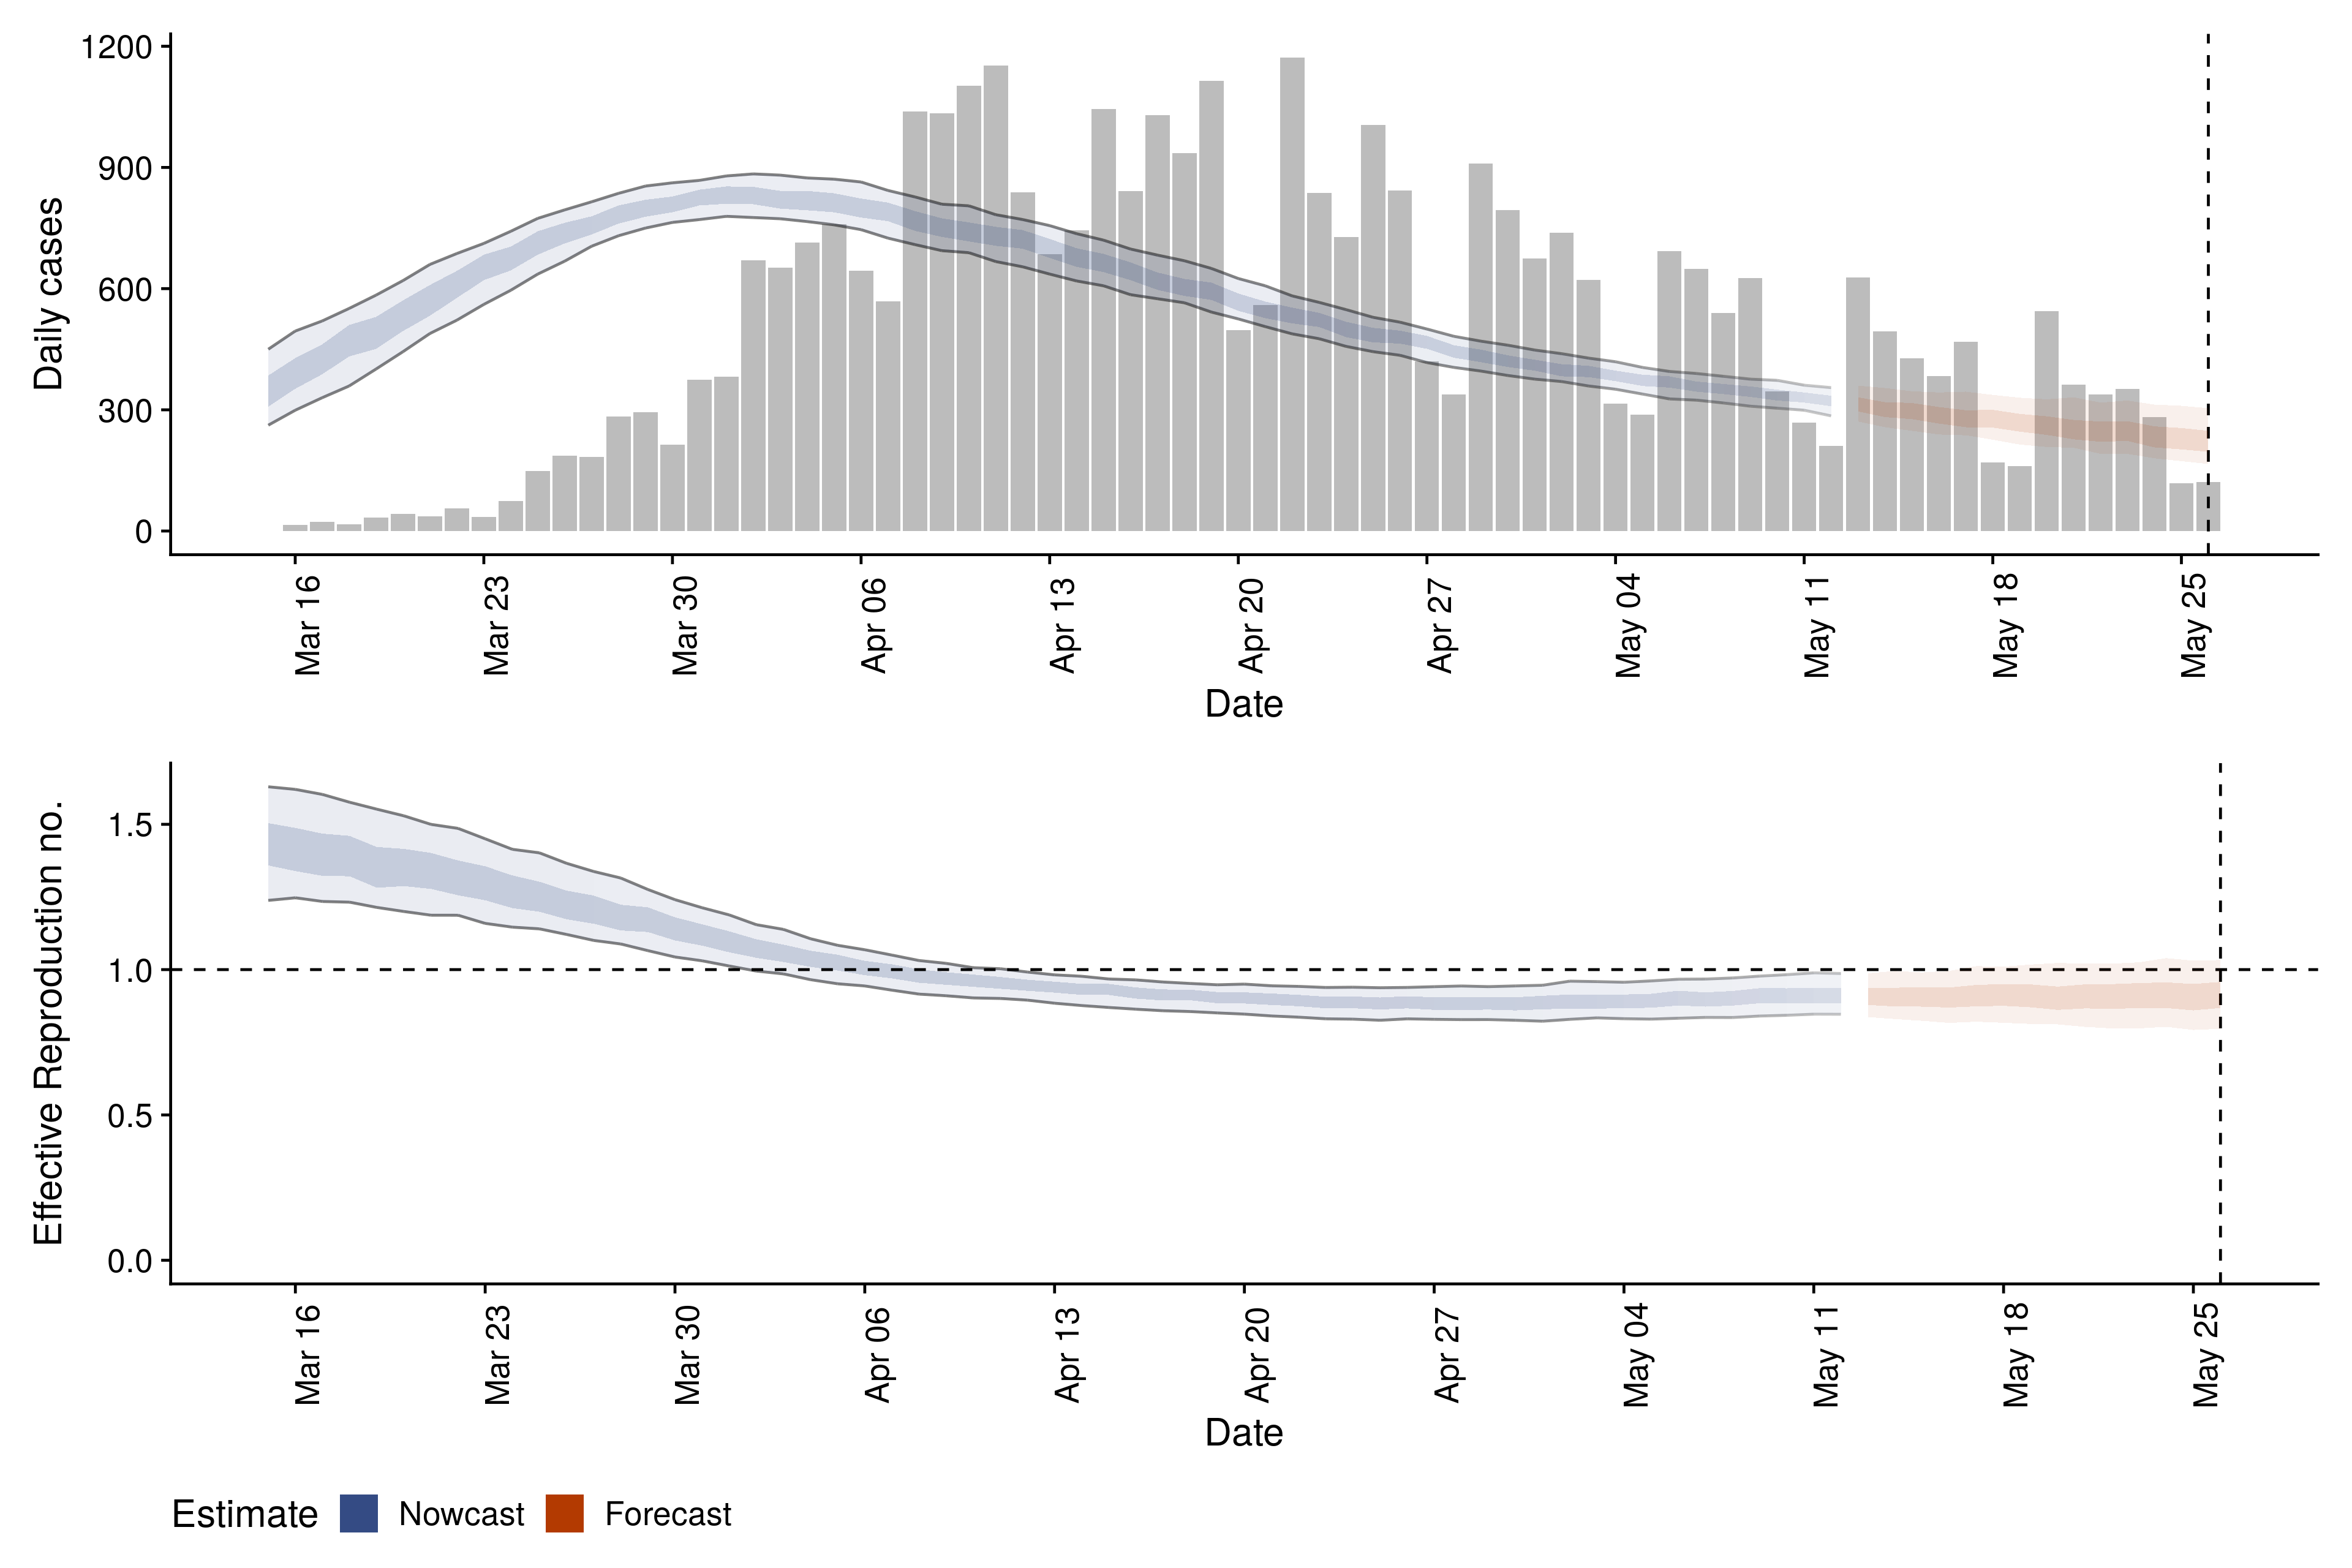 Daily cases
1200
900
600
300
0
Mar 16
Mar 23
Mar 30
Apr 06
Apr 13
Apr 20
Apr 27
May 04
May 11
May 18
May 25
Date
Effective Reproduction no.
1.5
1.0
0.5
0.0
Mar 16
Mar 23
Mar 30
Apr 06
Apr 13
Apr 20
Apr 27
May 04
May 11
May 18
May 25
Date
Estimate Nowcast Forecast